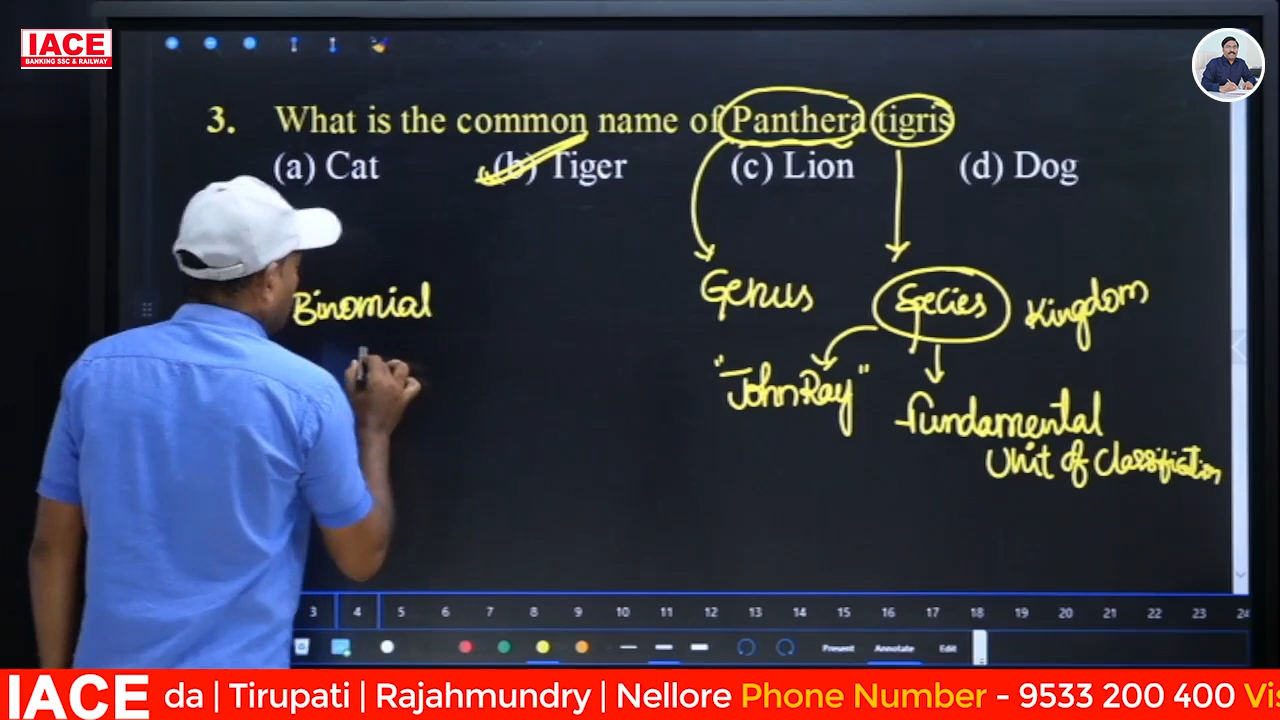 IACE
BANKING SSC & RAILWAY
3. What is the common name of Panthera tigris
(a) Cat (b) Tiger (c) Lion (d) Dog
Binomial
Genus Species Kingdom
"John Ray"
Fundamental
Unit of Classification
3 4 5 6 7 8 9 10 11 12 13 14 15 16 17 18 19 20 21 22 23 24
Present Annotate Edit
IACE da | Tirupati | Rajahmundry | Nellore Phone Number - 9533 200 400 Vis